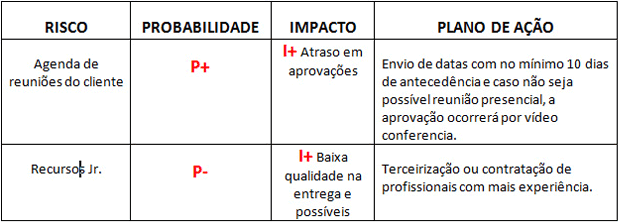 RISCO PROBABILIDADE IMPACTO PLANO DE AÇÃO
Agenda de
reuniões do cliente
P+
I+ Atraso em
aprovações
Envio de datas com no mínimo 10 dias
de antecedência e caso não seja
possível reunião presencial, a
aprovação ocorrerá por vídeo
conferencia.
Recursos Jr.
P-
I+ Baixa
qualidade na
entrega e
possíveis
Terceirização ou contratação de
profissionais com mais experiência.